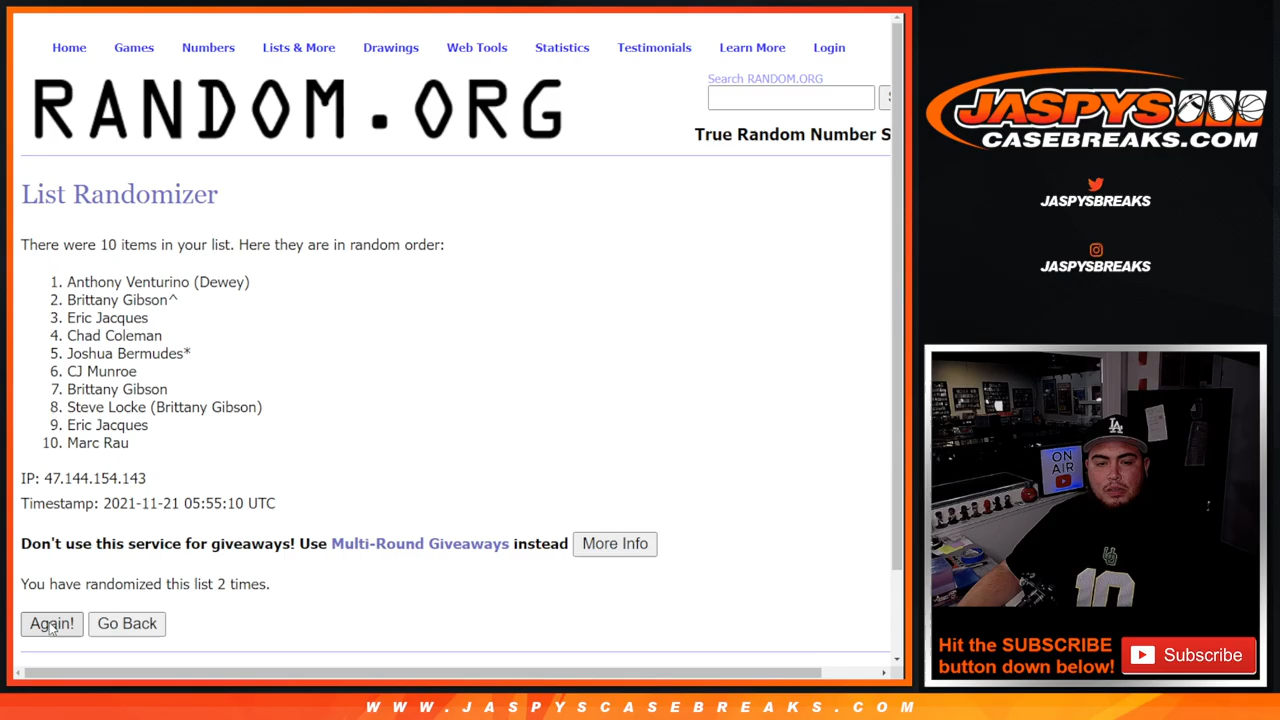 Home Games Numbers Lists & More Drawings Web Tools Statistics Testimonials Learn More Login
RANDOM.ORG
Search RANDOM.ORG
True Random Number S
List Randomizer
There were 10 items in your list. Here they are in random order:
1. Anthony Venturino (Dewey)
2. Brittany Gibson^
3. Eric Jacques
4. Chad Coleman
5. Joshua Bermudes*
6. CJ Munroe
7. Brittany Gibson
8. Steve Locke (Brittany Gibson)
9. Eric Jacques
10. Marc Rau
IP: 47.144.154.143
Timestamp: 2021-11-21 05:55:10 UTC
Don't use this service for giveaways! Use Multi-Round Giveaways instead More Info
You have randomized this list 2 times.
Again! Go Back
JASPYS
CASEBREAKS.COM
JASPYSBREAKS
JASPYSBREAKS
LA
ON
AIR
10
Hit the SUBSCRIBE
button down below!
Subscribe
WWW.JASPYSCASEBREAKS.COM